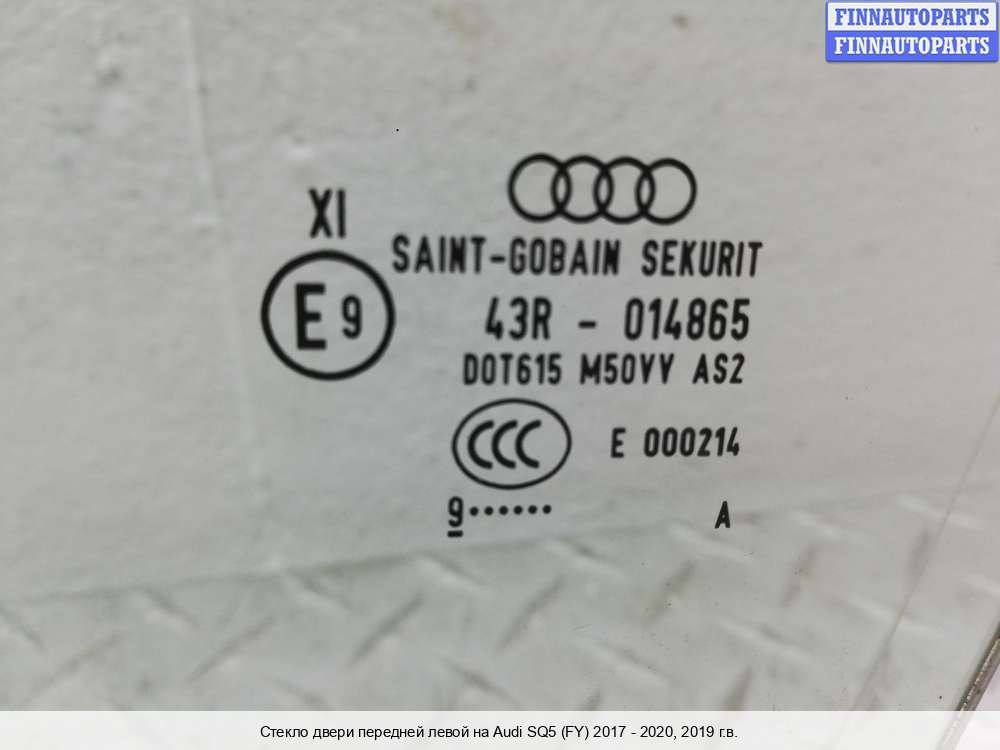 FINNAUTOPARTS
FINNAUTOPARTS
XI
SAINT-GOBAIN SEKURIT
E9
43R - 014865
DOT615 M50VV AS2
CCC E 000214
9...... A
Стекло двери передней левой на Audi SQ5 (FY) 2017 - 2020, 2019 г.в.